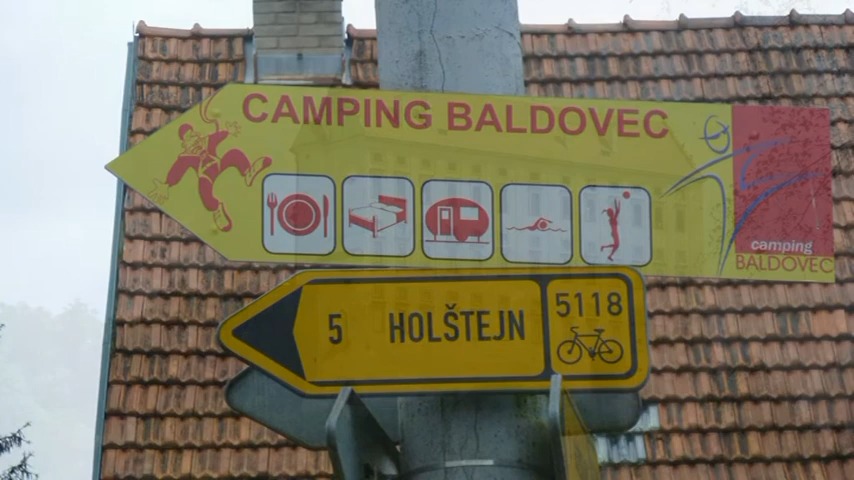 CAMPING BALDOVEC
camping
BALDOVEC
5 HOLŠTEJN
5118